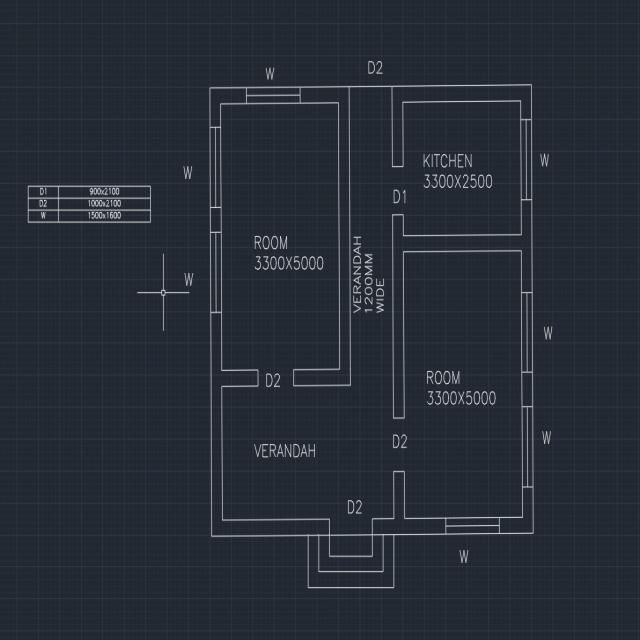 D2
W
W
KITCHEN
3300X2500
W
D1 900x2100
D2 1000x2100
W 1500x1600
D1
ROOM
3300X5000
VERANDAH
1200MM
WIDE
W
W
D2
ROOM
3300X5000
D2
W
VERANDAH
D2
W